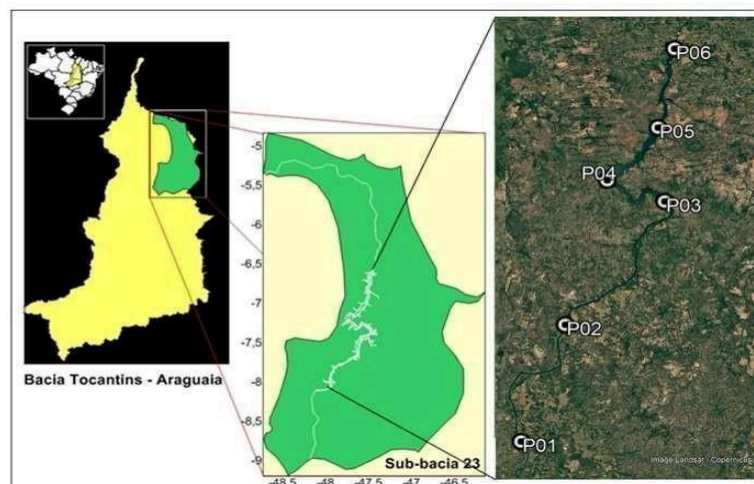 Bacia Tocantins - Araguaia
-5
-5,5
-6
-6,5
-7
-7,5
-8
-8,5
-9
-48.5 -48 -47.5 -47 -46.5
Sub-bacia 23
P06
P05
P04
P03
P02
P01
Image Landsat / Copernicus